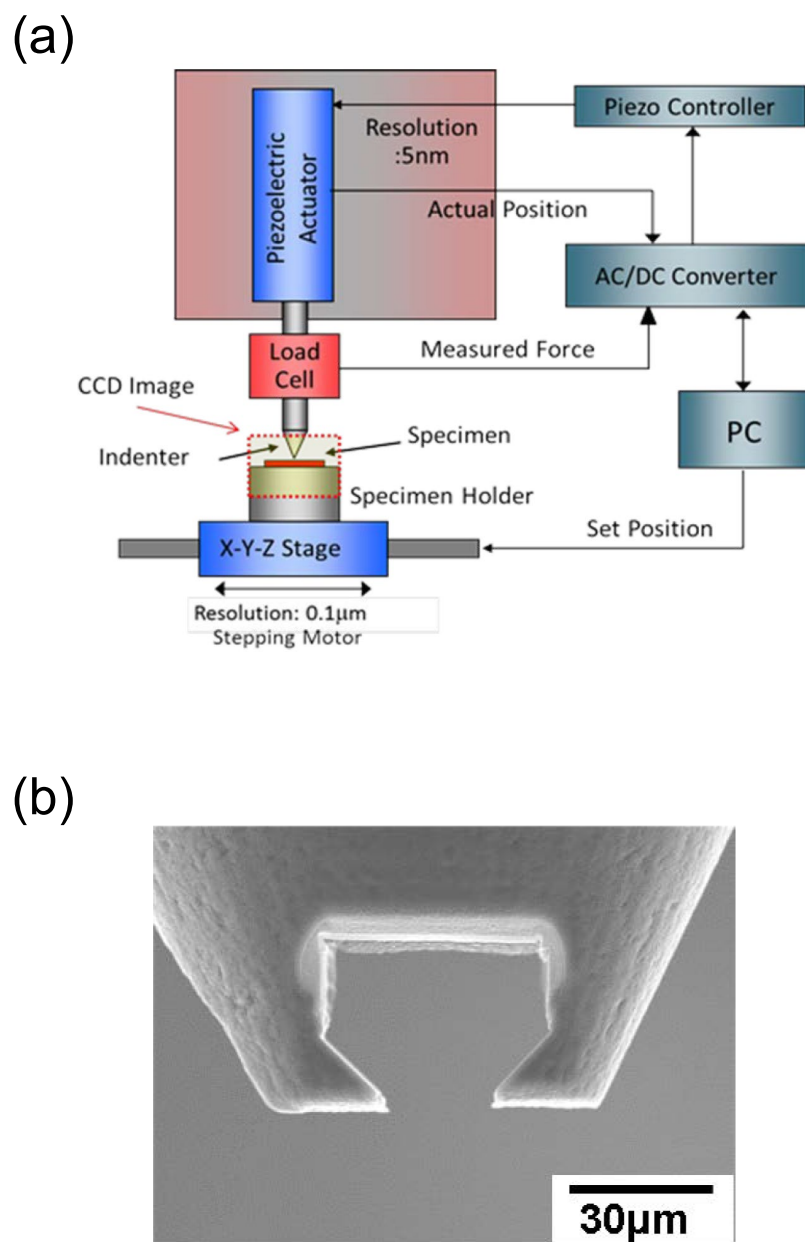 (a)
Piezo Controller
Resolution
:5nm
Piezoelectric
Actuator
Actual Position
AC/DC Converter
Load
Cell
Measured Force
CCD Image
PC
Specimen
Indenter
Specimen Holder
Set Position
X-Y-Z Stage
Resolution: 0.1μm
Stepping Motor
(b)
30μm